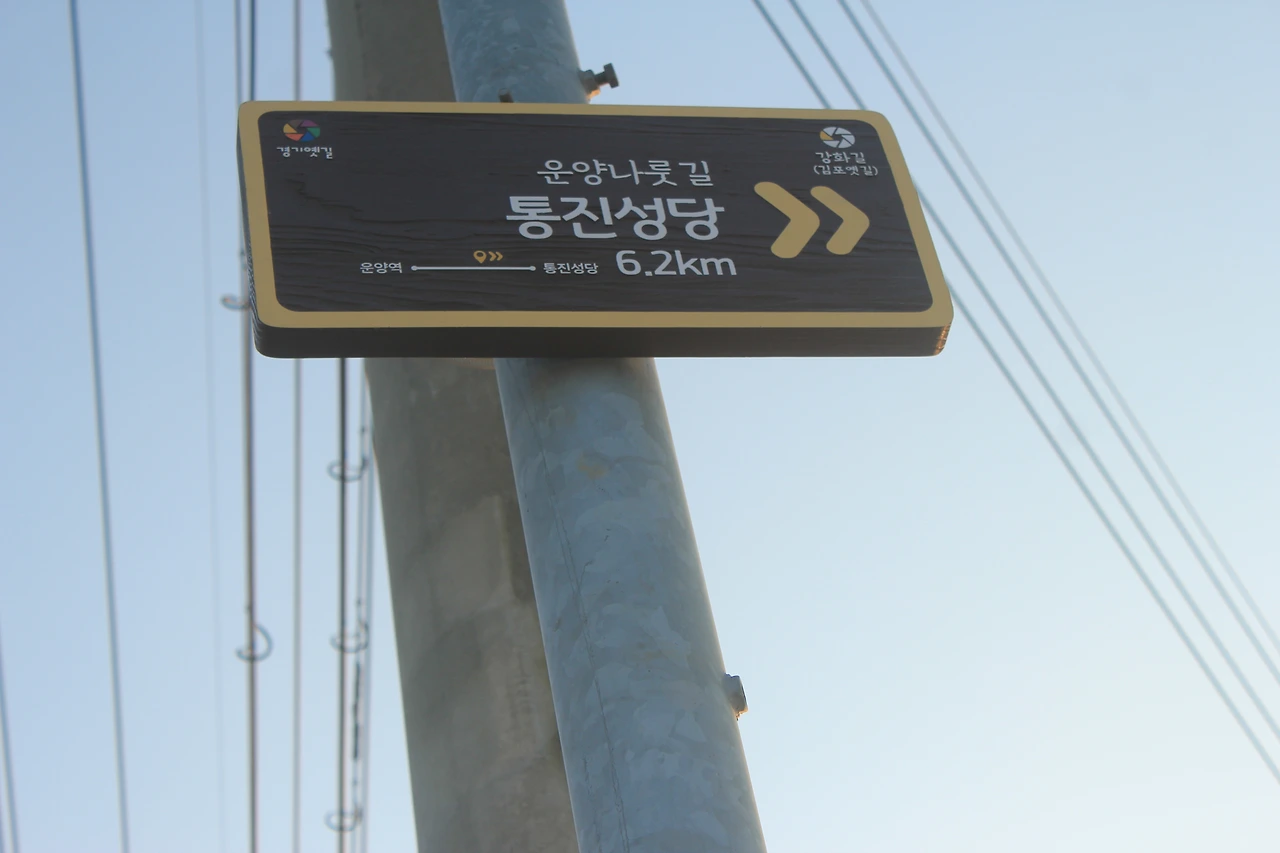 경기옛길
강화길
(김포옛길)
운양나룻길
통진성당
6.2km
운양역
통진성당